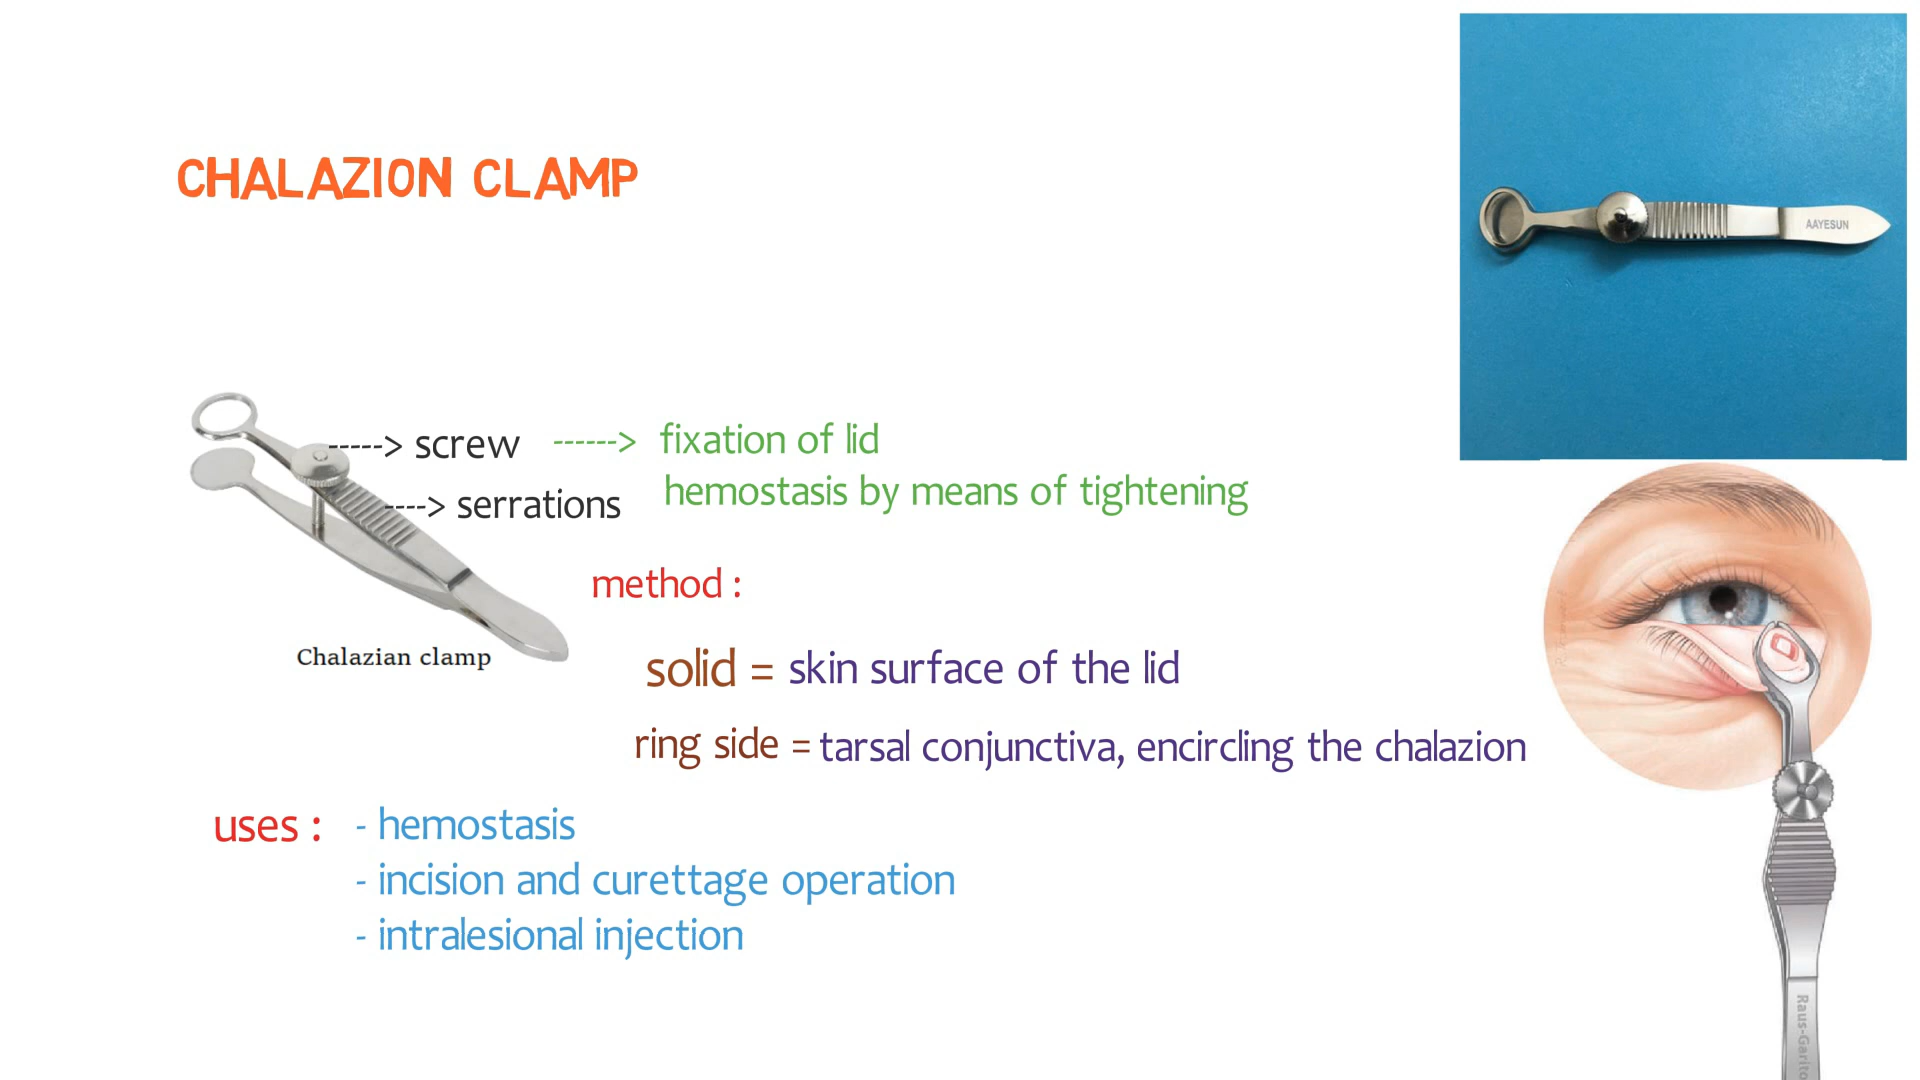 CHALAZION CLAMP
AAYESUN
-----> screw ------> fixation of lid
----> serrations hemostasis by means of tightening
method :
Chalazian clamp
solid = skin surface of the lid
ring side = tarsal conjunctiva, encircling the chalazion
uses : - hemostasis
- incision and curettage operation
- intralesional injection